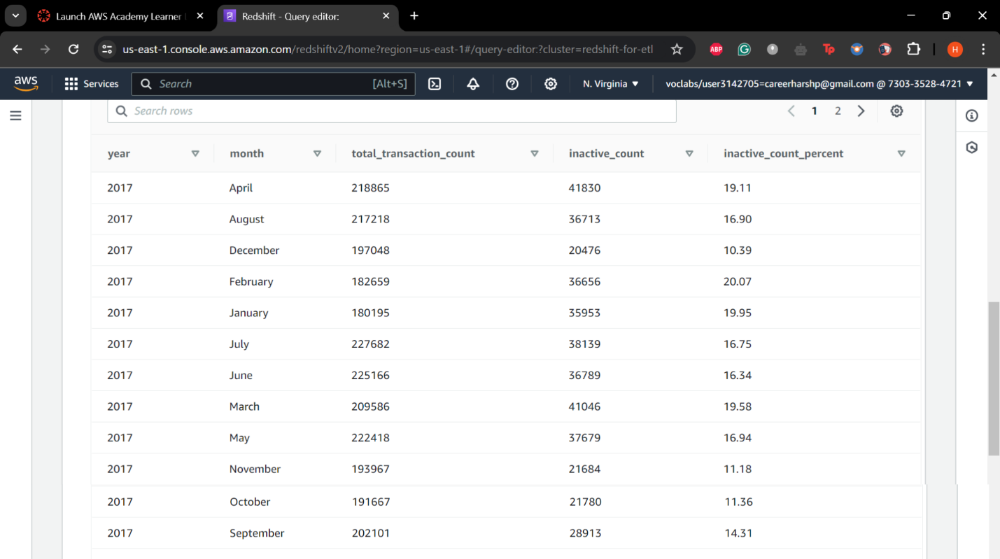 Launch AWS Academy Learner
Redshift - Query editor:
us-east-1.console.aws.amazon.com/redshiftv2/home?region=us-east-1#/query-editor:?cluster=redshift-for-etl
ABP
G
Tp
H
aws
Services
Search
[Alt+S]
N. Virginia
voclabs/user3142705=careerharshp@gmail.com @ 7303-3528-4721
Search rows
1 2
year month total_transaction_count inactive_count inactive_count_percent
2017 April 218865 41830 19.11
2017 August 217218 36713 16.90
2017 December 197048 20476 10.39
2017 February 182659 36656 20.07
2017 January 180195 35953 19.95
2017 July 227682 38139 16.75
2017 June 225166 36789 16.34
2017 March 209586 41046 19.58
2017 May 222418 37679 16.94
2017 November 193967 21684 11.18
2017 October 191667 21780 11.36
2017 September 202101 28913 14.31